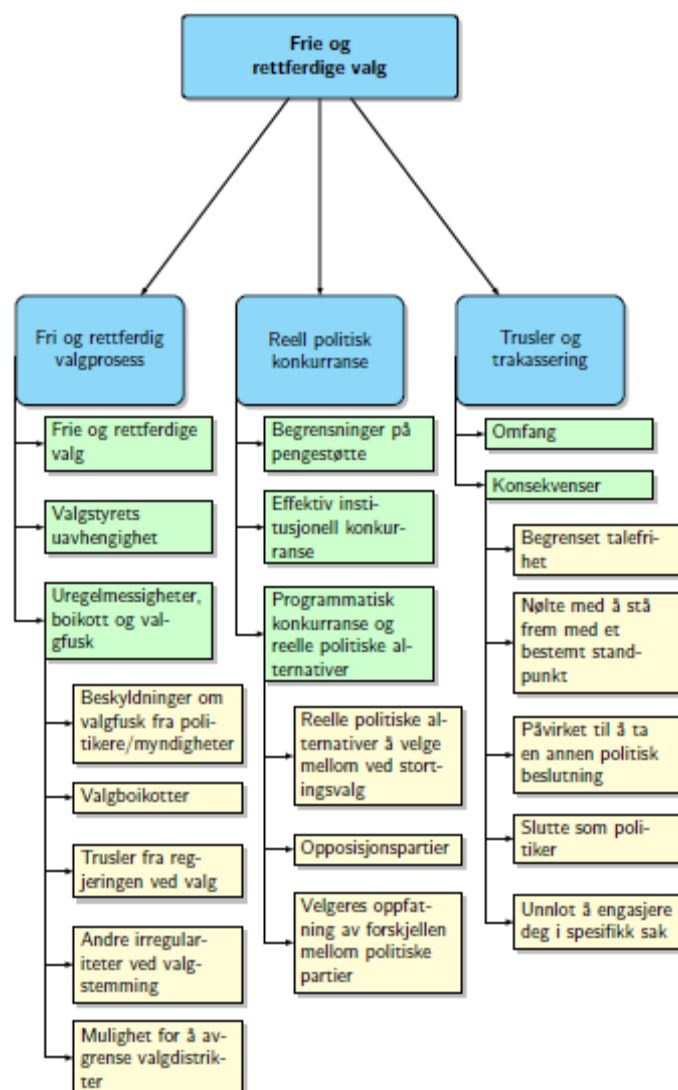 Frie og
rettferdige valg
Fri og rettferdig
valgprosess
Frie og rettferdige
valg
Valgstyrets
uavhengighet
Uregelmessigheter,
boikott og val-
gfusk
Beskyldninger om
valgfusk fra poli-
tikere/myndigheter
Valgboikotter
Trusler fra reg-
jeringen ved valg
Andre irregular-
iteter ved valg-
stemming
Mulighet for å av-
grense valgdistrik-
ter
Reell politisk
konkurranse
Begrensninger på
pengestøtte
Effektiv insti-
tusjonell konkur-
ranse
Programmatisk
konkurranse og
reelle politiske al-
ternativer
Reelle politiske al-
ternativer å velge
mellom ved stort-
ingsvalg
Opposisjonspartier
Velgeres oppfat-
ning av forskjellen
mellom politiske
partier
Trusler og
trakassering
Omfang
Konsekvenser
Begrenset talefri-
het
Nølte med å stå
frem med et
bestemt stand-
punkt
Påvirket til å ta
en annen politisk
beslutning
Slutte som poli-
tiker
Unnlot å engasjere
deg i spesifikk sak